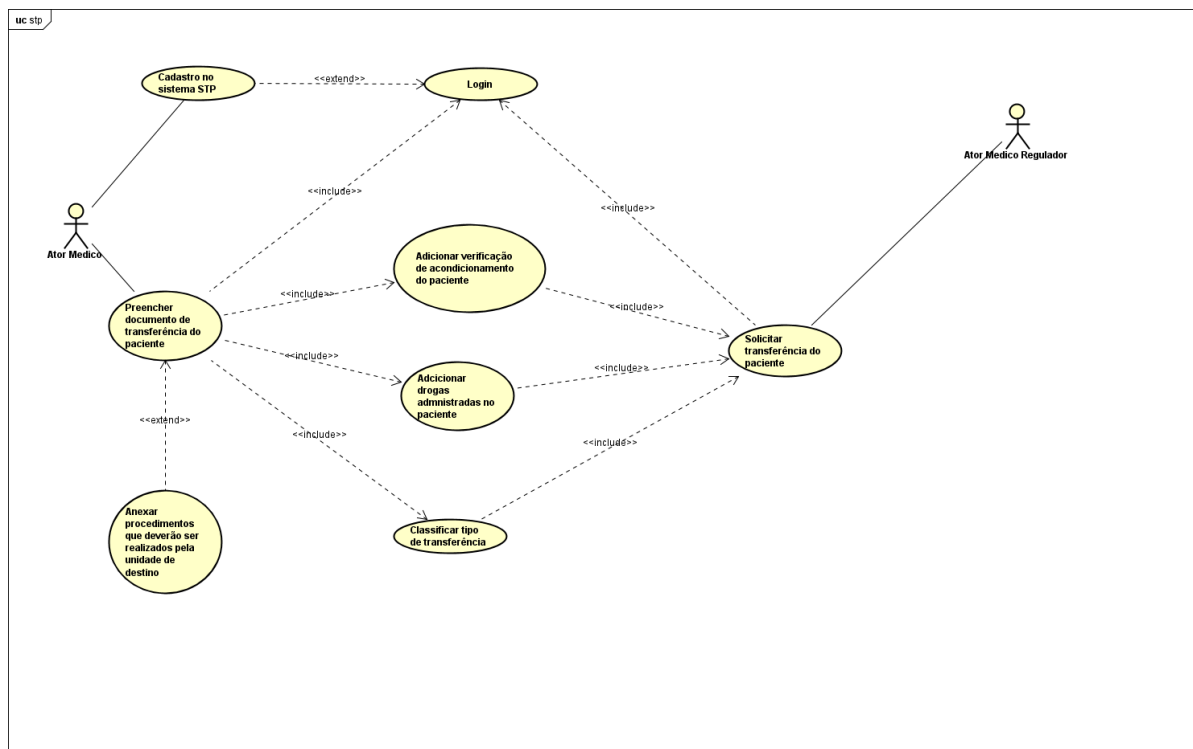 uc stp
Cadastro no
sistema STP
<<extend>>
Login
Ator Medico Regulador
<<include>>
<<include>>
Ator Medico
Adicionar verificação
de acondicionamento
do paciente
<<include>>
<<include>>
Preencher
documento de
transferência do
paciente
Solicitar
transferência do
paciente
<<include>>
<<include>>
Adcicionar
drogas
admnistradas no
paciente
<<extend>>
<<include>>
<<include>>
Anexar
procedimentos
que deverão ser
realizados pela
unidade de
destino
Classificar tipo
de transferência